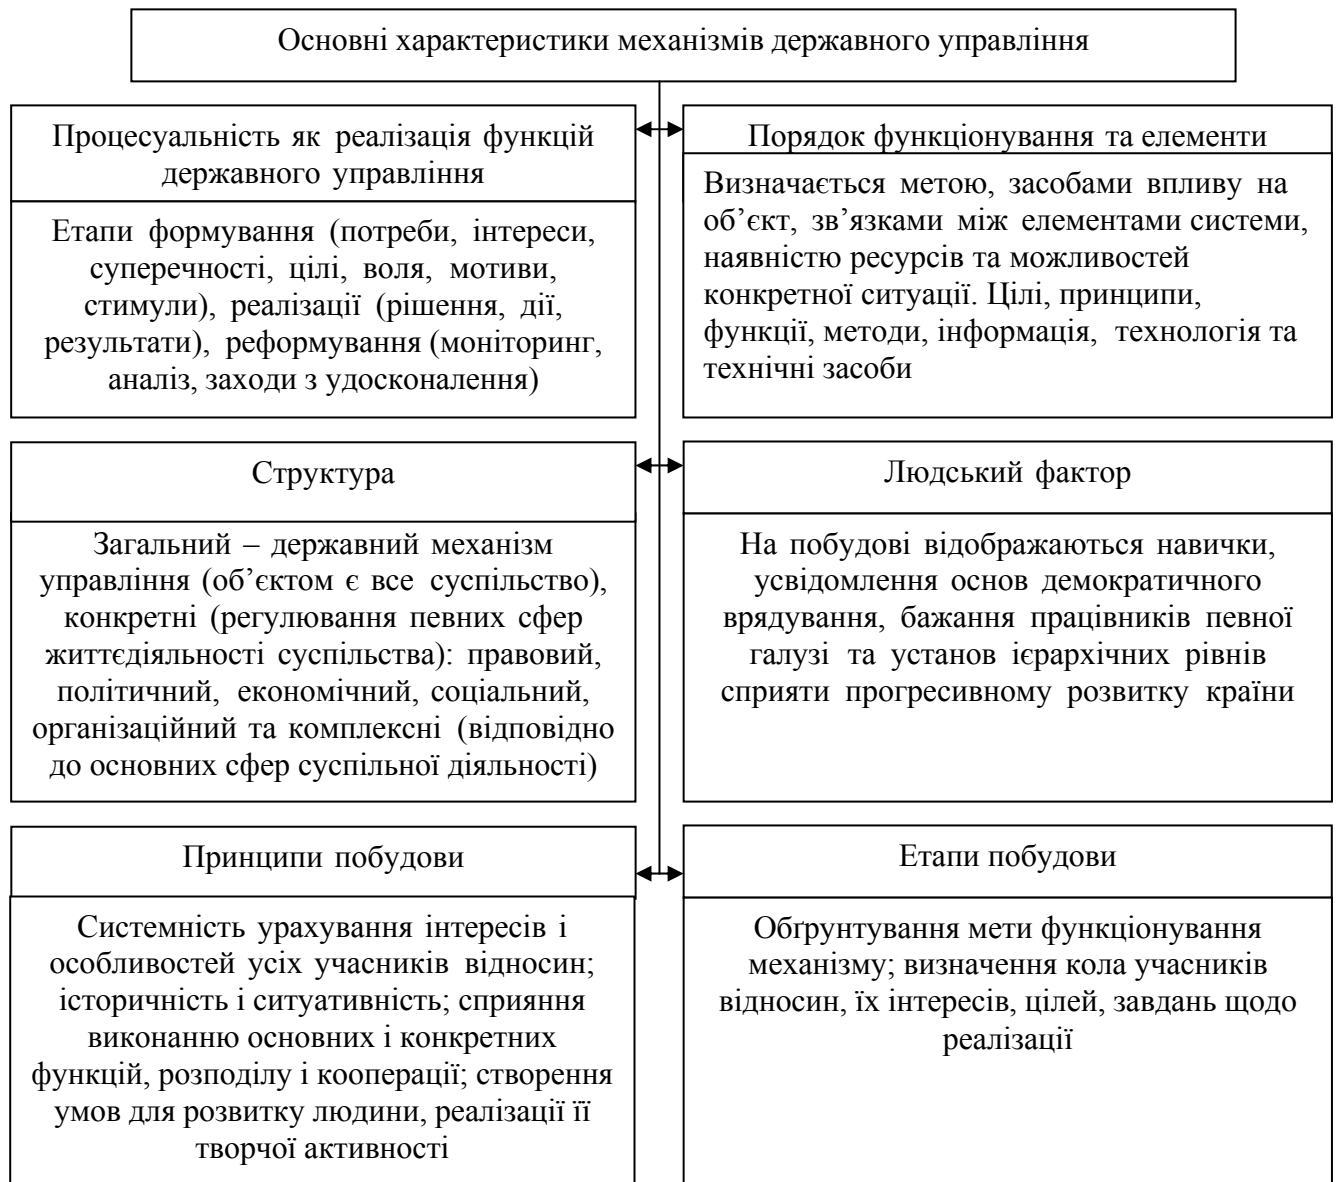 Основні характеристики механізмів державного управління
Процесуальність як реалізація функцій
державного управління
Етапи формування (потреби, інтереси,
суперечності, цілі, воля, мотиви,
стимули), реалізації (рішення, дії,
результати), реформування (моніторинг,
аналіз, заходи з удосконалення)
Порядок функціонування та елементи
Визначається метою, засобами впливу на
об’єкт, зв’язками між елементами системи,
наявністю ресурсів та можливостей
конкретної ситуації. Цілі, принципи,
функції, методи, інформація, технологія та
технічні засоби
Структура
Загальний – державний механізм
управління (об’єктом є все суспільство),
конкретні (регулювання певних сфер
життєдіяльності суспільства): правовий,
політичний, економічний, соціальний,
організаційний та комплексні (відповідно
до основних сфер суспільної діяльності)
Людський фактор
На побудові відображаються навички,
усвідомлення основ демократичного
врядування, бажання працівників певної
галузі та установ ієрархічних рівнів
сприяти прогресивному розвитку країни
Принципи побудови
Системність урахування інтересів і
особливостей усіх учасників відносин;
історичність і ситуативність; сприяння
виконанню основних і конкретних
функцій, розподілу і кооперації; створення
умов для розвитку людини, реалізації її
творчої активності
Етапи побудови
Обґрунтування мети функціонування
механізму; визначення кола учасників
відносин, їх інтересів, цілей, завдань щодо
реалізації